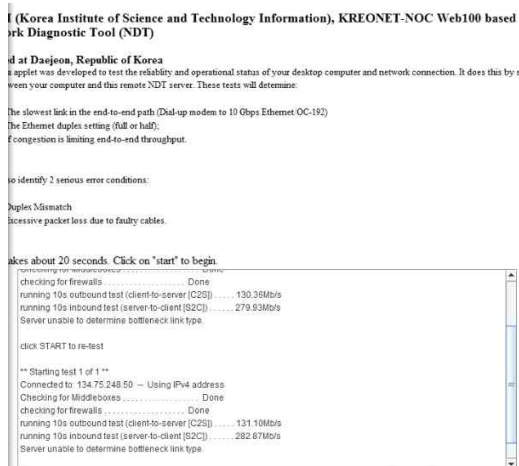 (Korea Institute of Science and Technology Information), KREONET-NOC Web100 based
rk Diagnostic Tool (NDT)
d at Daejeon, Republic of Korea
a applet was developed to test the reliablity and operational status of your desktop computer and network connection. It does this by
ween your computer and this remote NDT server. These tests will determine:
The slowest link in the end-to-end path (Dial-up modem to 10 Gbps Ethernet/OC-192)
The Ethernet duplex setting (full or half);
f congestion is limiting end-to-end throughput.
so identify 2 serious error conditions:
Duplex Mismatch
Excessive packet loss due to faulty cables.
akes about 20 seconds. Click on "start" to begin.
checking for firewalls . . . . . . . . . . . . . . . . . . . Done
running 10s outbound test (client-to-server [C2S]) . . . . . 130.36Mb/s
running 10s inbound test (server-to-client [S2C]) . . . . . . 279.93Mb/s
Server unable to determine bottleneck link type.
click START to re-test
** Starting test 1 of 1 **
Connected to: 134.75.248.50 -- Using IPv4 address
Checking for Middleboxes . . . . . . . . . . . . . . . . . . Done
checking for firewalls . . . . . . . . . . . . . . . . . . . Done
running 10s outbound test (client-to-server [C2S]) . . . . . 131.10Mb/s
running 10s inbound test (server-to-client [S2C]) . . . . . . 282.87Mb/s
Server unable to determine bottleneck link type.